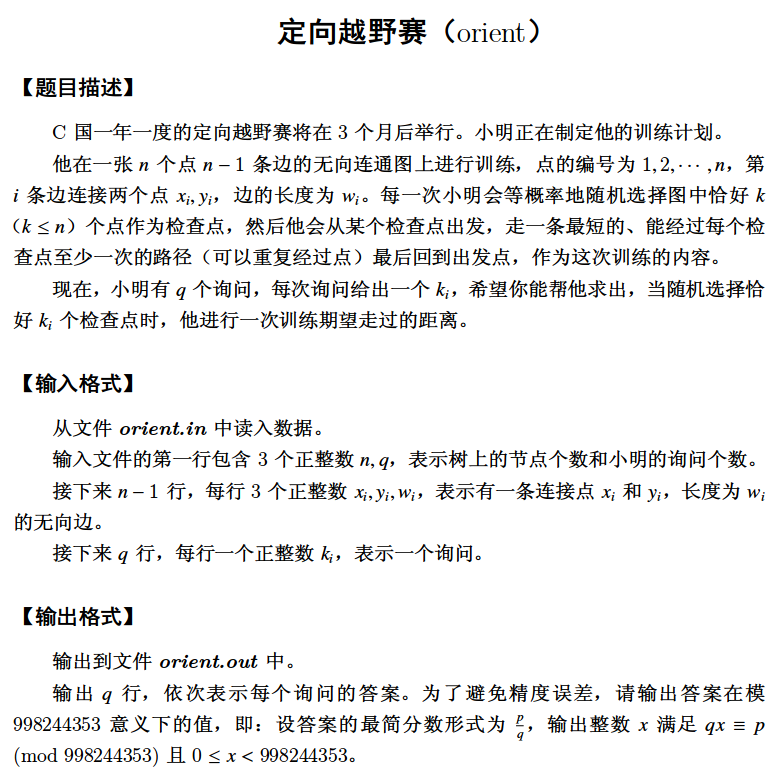 定向越野赛（orient）
【题目描述】
C 国一年一度的定向越野赛将在 3 个月后举行。小明正在制定他的训练计划。
他在一张 n 个点 n − 1 条边的无向连通图上进行训练，点的编号为 1, 2, ⋯ , n，第
i 条边连接两个点 xᵢ, yᵢ，边的长度为 wᵢ。每一次小明会等概率地随机选择图中恰好 k
（k ≤ n）个点作为检查点，然后他会从某个检查点出发，走一条最短的、能经过每个检
查点至少一次的路径（可以重复经过点）最后回到出发点，作为这次训练的内容。
现在，小明有 q 个询问，每次询问给出一个 kᵢ，希望你能帮他求出，当随机选择恰
好 kᵢ 个检查点时，他进行一次训练期望走过的距离。
【输入格式】
从文件 orient.in 中读入数据。
输入文件的第一行包含 3 个正整数 n, q，表示树上的节点个数和小明的询问个数。
接下来 n − 1 行，每行 3 个正整数 xᵢ, yᵢ, wᵢ，表示有一条连接点 xᵢ 和 yᵢ，长度为 wᵢ
的无向边。
接下来 q 行，每行一个正整数 kᵢ，表示一个询问。
【输出格式】
输出到文件 orient.out 中。
输出 q 行，依次表示每个询问的答案。为了避免精度误差，请输出答案在模
998244353 意义下的值，即：设答案的最简分数形式为 p/q，输出整数 x 满足 qx ≡ p
(mod 998244353) 且 0 ≤ x < 998244353。